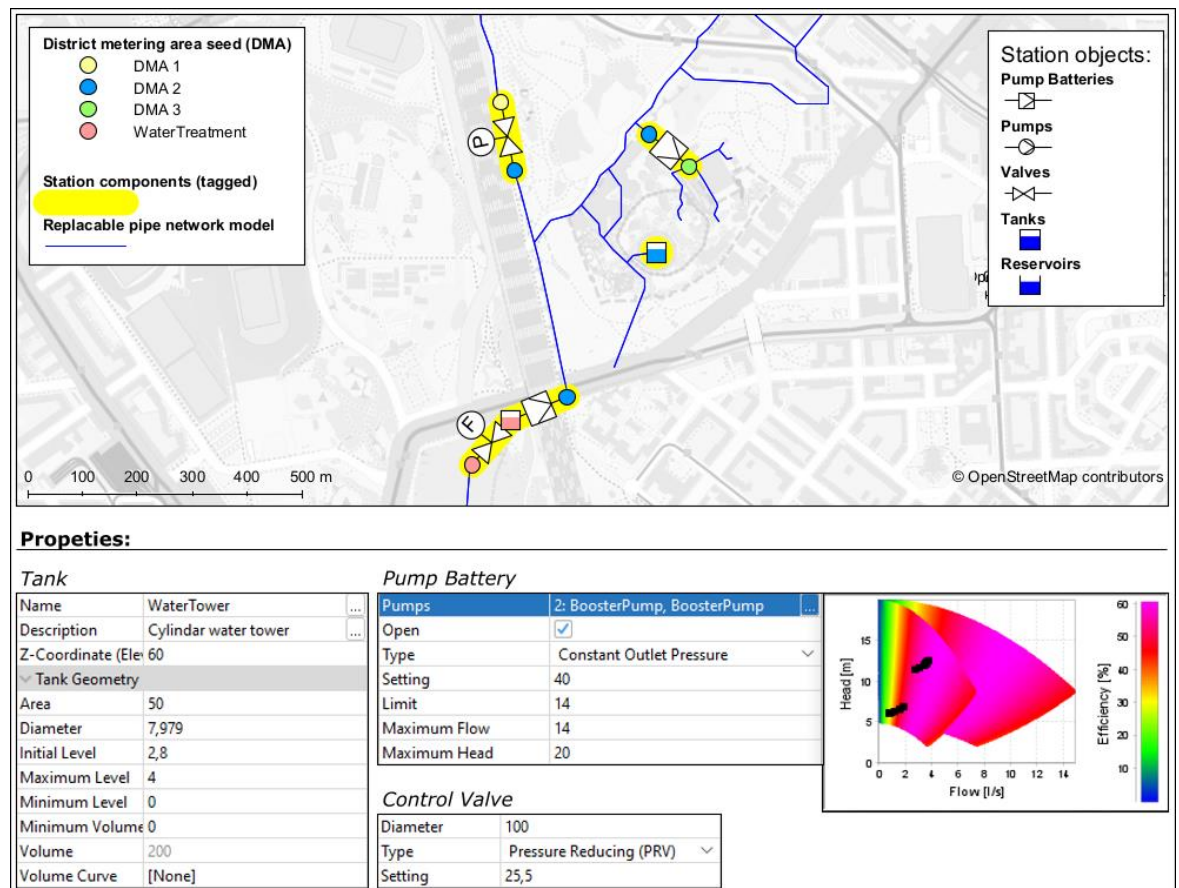 District metering area seed (DMA)
DMA 1
DMA 2
DMA 3
WaterTreatment
Station components (tagged)
Replacable pipe network model
P
F
Station objects:
Pump Batteries
Pumps
Valves
Tanks
Reservoirs
0 100 200 300 400 500 m
© OpenStreetMap contributors
Propeties:
Tank
Name WaterTower ...
Description Cylindar water tower ...
Z-Coordinate (Ele 60
Tank Geometry
Area 50
Diameter 7,979
Initial Level 2,8
Maximum Level 4
Minimum Level 0
Minimum Volume 0
Volume 200
Volume Curve [None]
Pump Battery
Pumps 2: BoosterPump, BoosterPump ...
Open
Type Constant Outlet Pressure
Setting 40
Limit 14
Maximum Flow 14
Maximum Head 20
Control Valve
Diameter 100
Type Pressure Reducing (PRV)
Setting 25,5
Head [m]
15
10
5
0
0 2 4 6 8 10 12 14
Flow [l/s]
Efficiency [%]
60
50
40
30
20
10